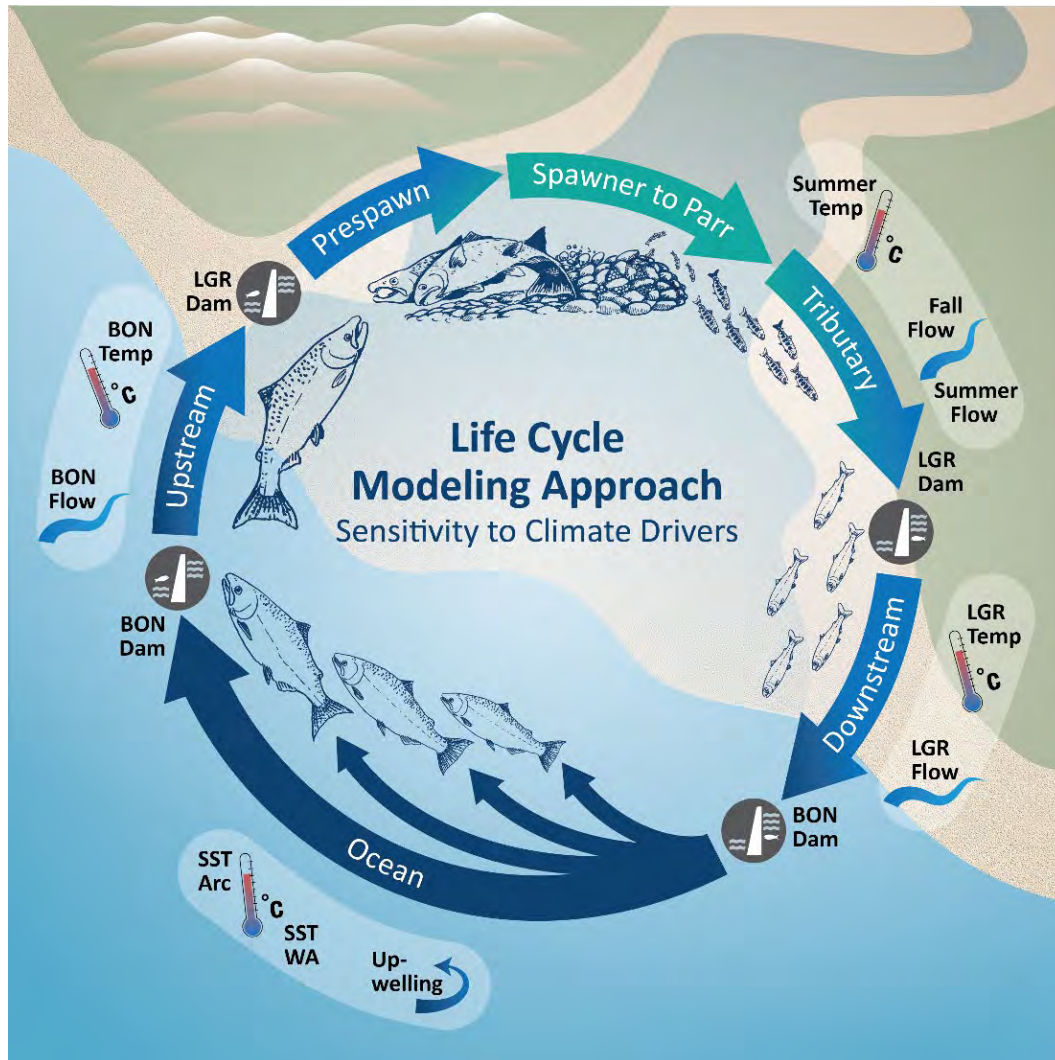 Life Cycle
Modeling Approach
Sensitivity to Climate Drivers
Prespawn
Spawner to Parr
Summer
Temp
°C
Fall
Flow
Summer
Flow
Tributary
LGR
Dam
LGR
Temp
°C
LGR
Flow
Downstream
BON
Dam
Ocean
SST
Arc
°C
SST
WA
Up-
welling
BON
Dam
Upstream
BON
Temp
°C
BON
Flow
LGR
Dam